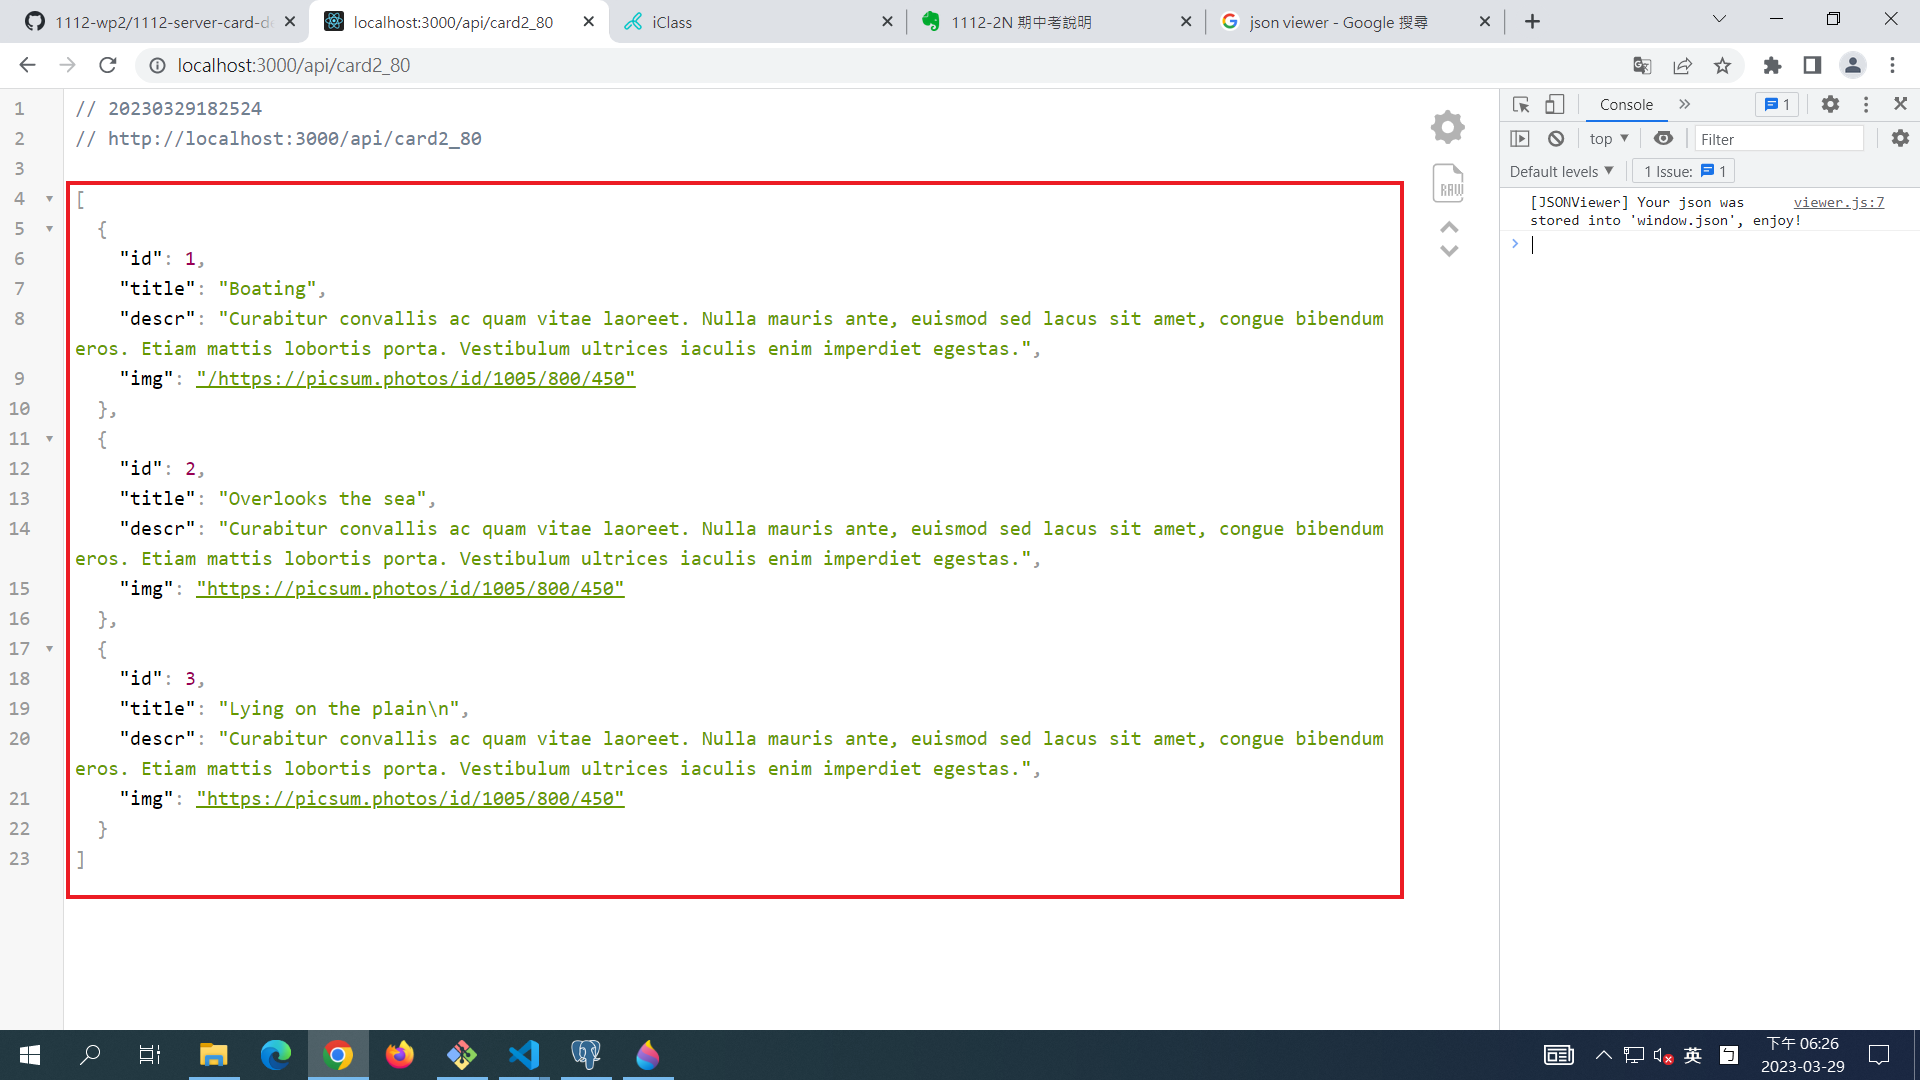 1112-wp2/1112-server-card-de
localhost:3000/api/card2_80
iClass
1112-2N 期中考說明
json viewer - Google 搜尋
localhost:3000/api/card2_80
1 // 20230329182524
2 // http://localhost:3000/api/card2_80
3
4 [
5 {
6 "id": 1,
7 "title": "Boating",
8 "descr": "Curabitur convallis ac quam vitae laoreet. Nulla mauris ante, euismod sed lacus sit amet, congue bibendum
eros. Etiam mattis lobortis porta. Vestibulum ultrices iaculis enim imperdiet egestas.",
9 "img": "/https://picsum.photos/id/1005/800/450"
10 },
11 {
12 "id": 2,
13 "title": "Overlooks the sea",
14 "descr": "Curabitur convallis ac quam vitae laoreet. Nulla mauris ante, euismod sed lacus sit amet, congue bibendum
eros. Etiam mattis lobortis porta. Vestibulum ultrices iaculis enim imperdiet egestas.",
15 "img": "https://picsum.photos/id/1005/800/450"
16 },
17 {
18 "id": 3,
19 "title": "Lying on the plain\n",
20 "descr": "Curabitur convallis ac quam vitae laoreet. Nulla mauris ante, euismod sed lacus sit amet, congue bibendum
eros. Etiam mattis lobortis porta. Vestibulum ultrices iaculis enim imperdiet egestas.",
21 "img": "https://picsum.photos/id/1005/800/450"
22 }
23 ]
RAW
Console
1
top
Filter
Default levels
1 Issue: 1
[JSONViewer] Your json was viewer.js:7
stored into 'window.json', enjoy!
英
ㄅ
下午 06:26
2023-03-29